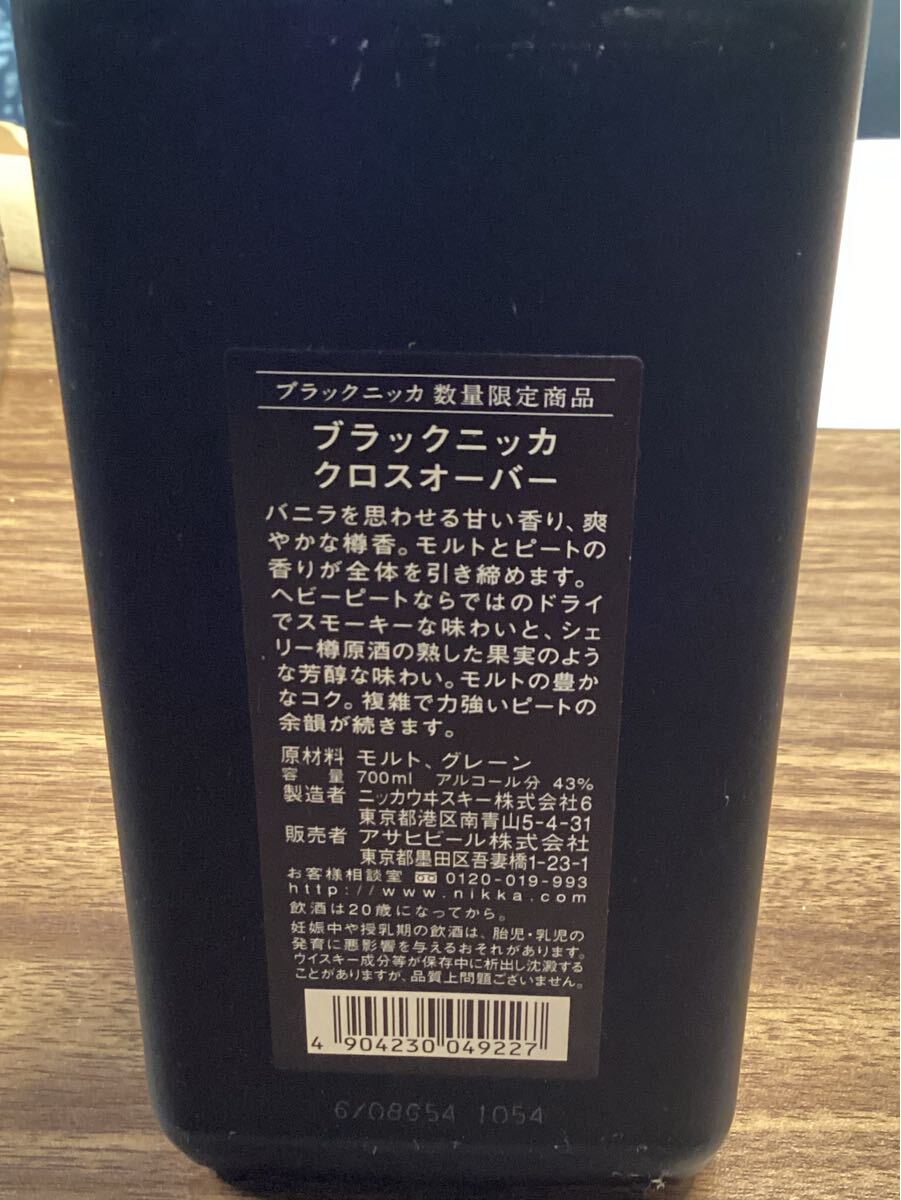 ブラックニッカ 数量限定商品
ブラックニッカ
クロスオーバー
バニラを思わせる甘い香り、爽
やかな樽香。モルトとピートの
香りが全体を引き締めます。
ヘビーピートならではのドライ
でスモーキーな味わいと、シェ
リー樽原酒の熟した果実のよう
な芳醇な味わい。モルトの豊か
なコク。複雑で力強いピートの
余韻が続きます。
原材料 モルト、グレーン
容量 700ml アルコール分 43%
製造者 ニッカウヰスキー株式会社6
東京都港区南青山5-4-31
販売者 アサヒビール株式会社
東京都墨田区吾妻橋1-23-1
お客様相談室 0120-019-993
http://www.nikka.com
飲酒は20歳になってから。
妊娠中や授乳期の飲酒は、胎児・乳児の
発育に悪影響を与えるおそれがあります。
ウイスキー成分等が保存中に析出し沈澱する
ことがありますが、品質上問題ございません。
4 904230 049227
1054